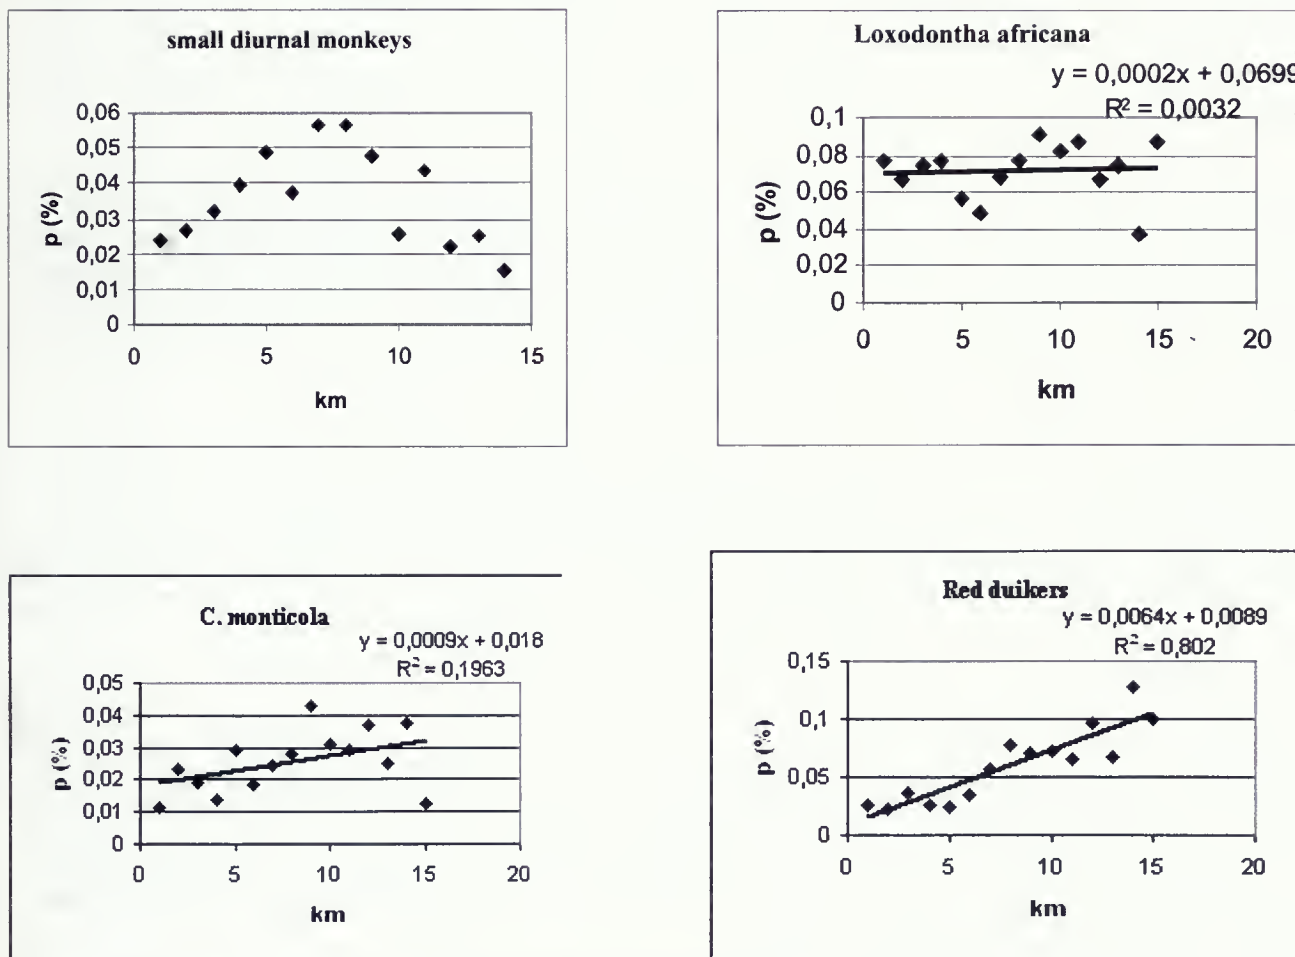 small diurnal monkeys
p (%)
0,06
0,05
0,04
0,03
0,02
0,01
0
0 5 10 15
km
Loxodontha africana
y = 0,0002x + 0,0699
R² = 0,0032
p (%)
0,1
0,08
0,06
0,04
0,02
0
0 5 10 15 20
km
C. monticola
y = 0,0009x + 0,018
R² = 0,1963
p (%)
0,05
0,04
0,03
0,02
0,01
0
0 5 10 15 20
km
Red duikers
y = 0,0064x + 0,0089
R² = 0,802
p (%)
0,15
0,1
0,05
0
0 5 10 15 20
km